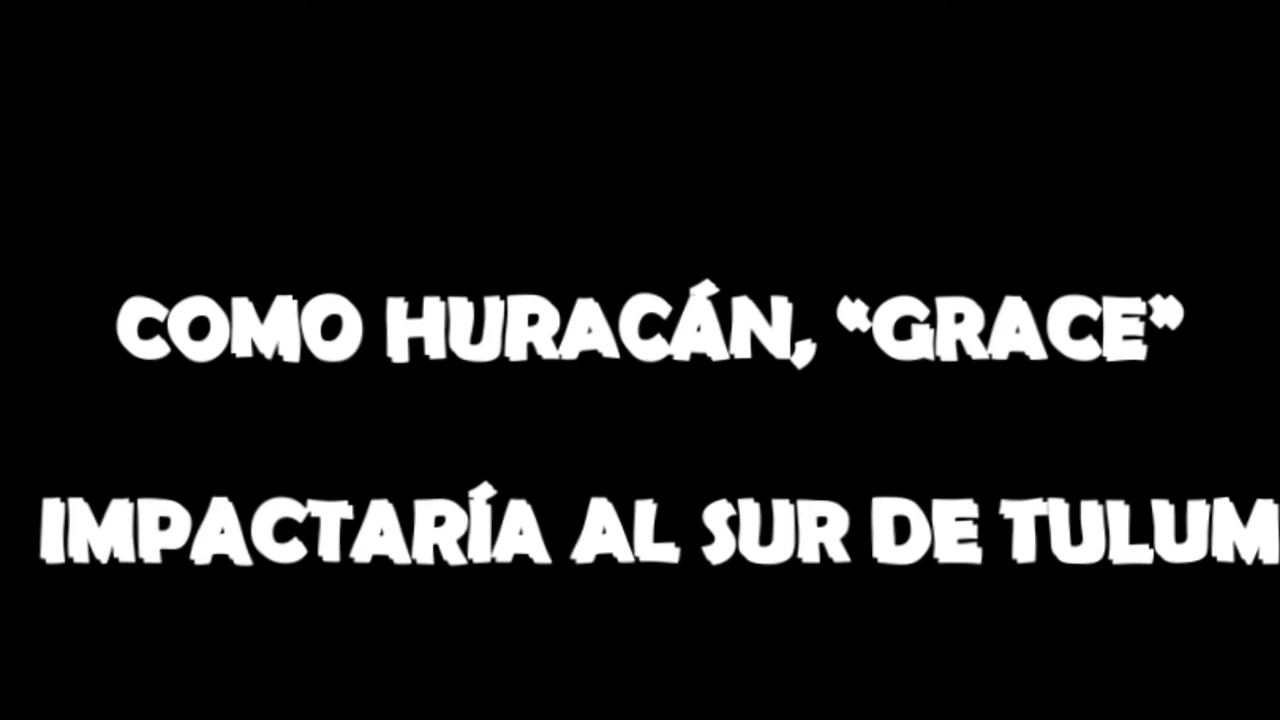 COMO HURACÁN, “GRACE”
IMPACTARÍA AL SUR DE TULUM